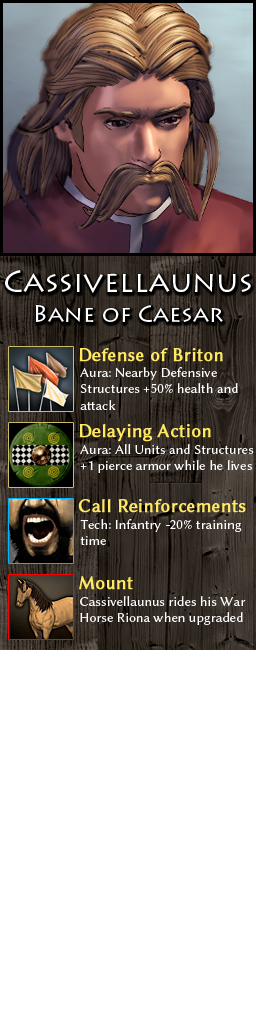 Cassivellaunus
Bane of Caesar
Defense of Briton
Aura: Nearby Defensive
Structures +50% health and
attack
Delaying Action
Aura: All Units and Structures
+1 pierce armor while he lives
Call Reinforcements
Tech: Infantry -20% training
time
Mount
Cassivellaunus rides his War
Horse Riona when upgraded